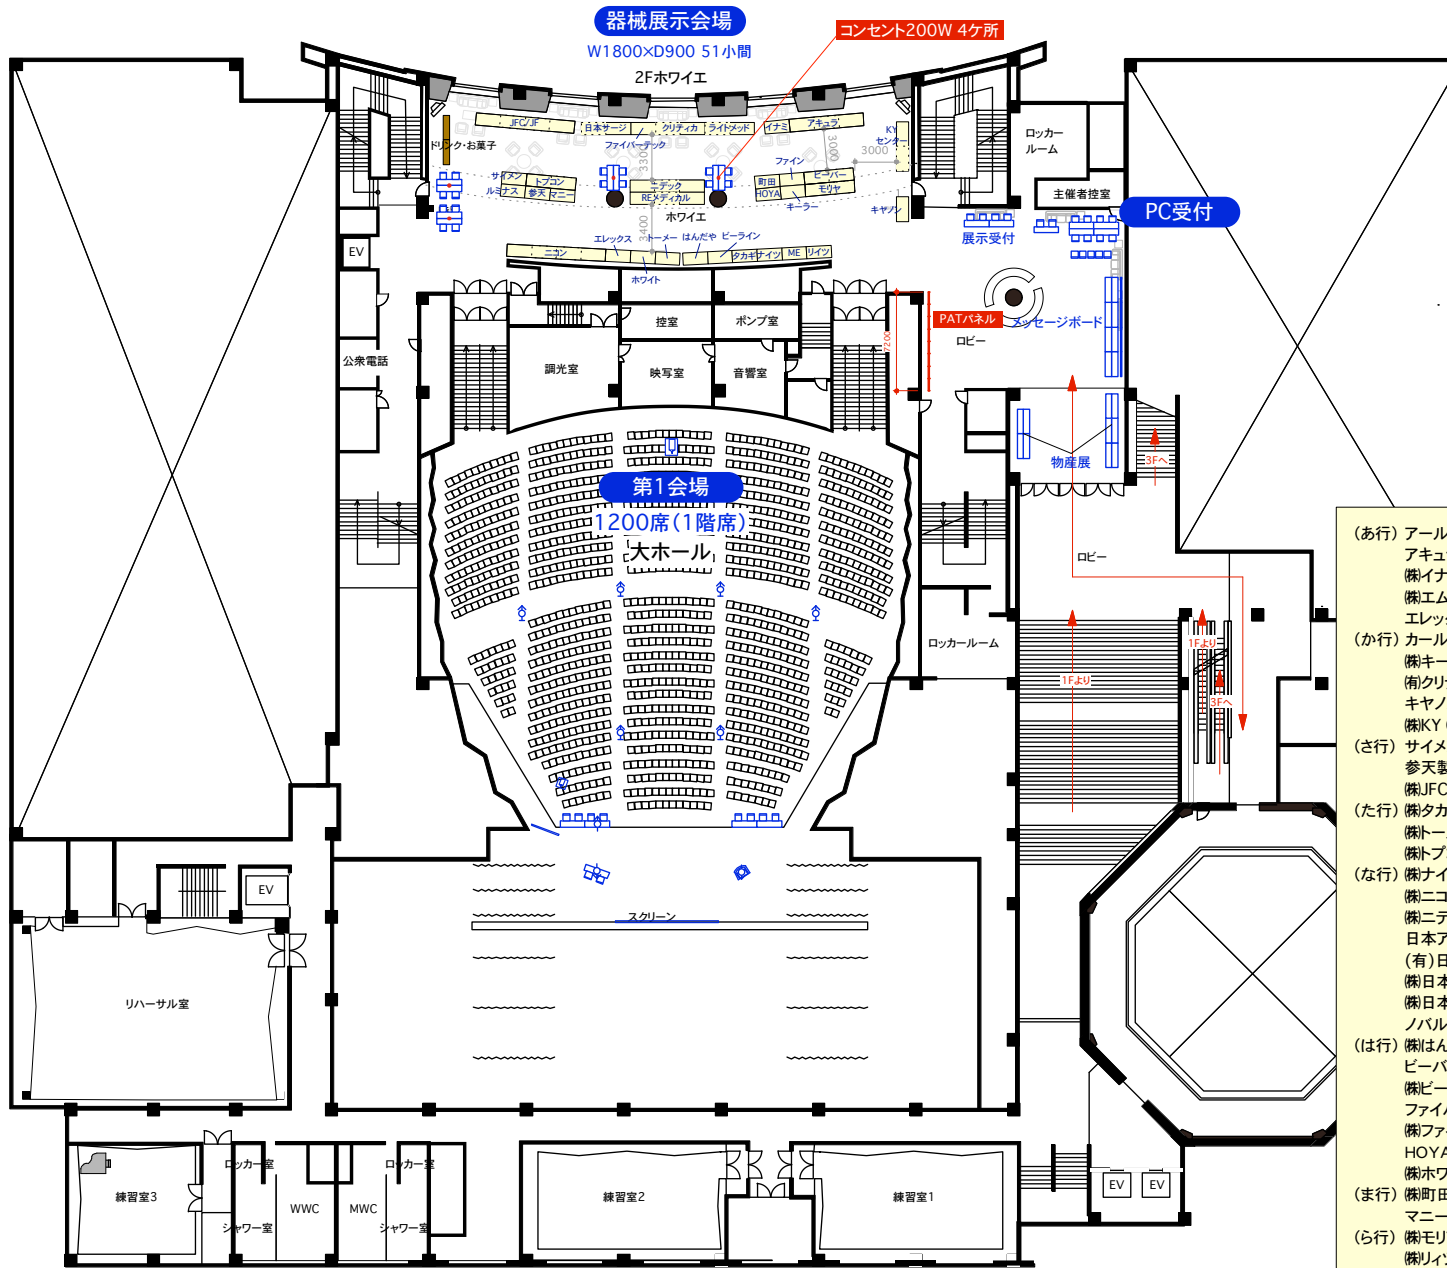 器械展示会場
W1800×D900 51小間
2Fホワイエ
コンセント200W 4ケ所
JFC/JF
日本サージ
クリティカ
ライトメッド
イナミ
アキュラ
KY
センター
ファイバーテック
ドリンク・お菓子
3300
3000
3000
ファイン
サイメン
トプコン
ルミナス
参天
マニー
ニデック
REメディカル
町田
ビーバー
HOYA
モリヤ
キーラー
キヤノン
ホワイエ
3400
エレックス
トーメー
はんだや
ビーライン
ニコン
タカギ
ナイツ
ME
リイツ
ホワイト
ロッカー
ルーム
主催者控室
PC受付
展示受付
EV
控室
ポンプ室
PATパネル
メッセージボード
ロビー
7200
公衆電話
調光室
映写室
音響室
物産展
3Fへ
第1会場
1200席(1階席)
大ホール
ロビー
ロッカールーム
1Fより
1Fより
3Fへ
EV
スクリーン
リハーサル室
ロッカー室
ロッカー室
練習室3
WWC
MWC
シャワー室
シャワー室
練習室2
練習室1
EV
EV
(あ行) アール
アキュ
㈱イナ
㈱エム
エレッ
(か行) カール
㈱キー
㈲クリ
キヤノ
㈱KY
(さ行) サイメ
参天製
㈱JFC
(た行) ㈱タカ
㈱トー
㈱トプ
(な行) ㈱ナイ
㈱ニコ
㈱ニデ
日本ア
(有)日
㈱日本
㈱日本
ノバル
(は行) ㈱はん
ビーバ
㈱ビー
ファイ
㈱ファ
HOYA
㈱ホワ
(ま行) ㈱町田
マニー
(ら行) ㈱モリ
㈱リィ